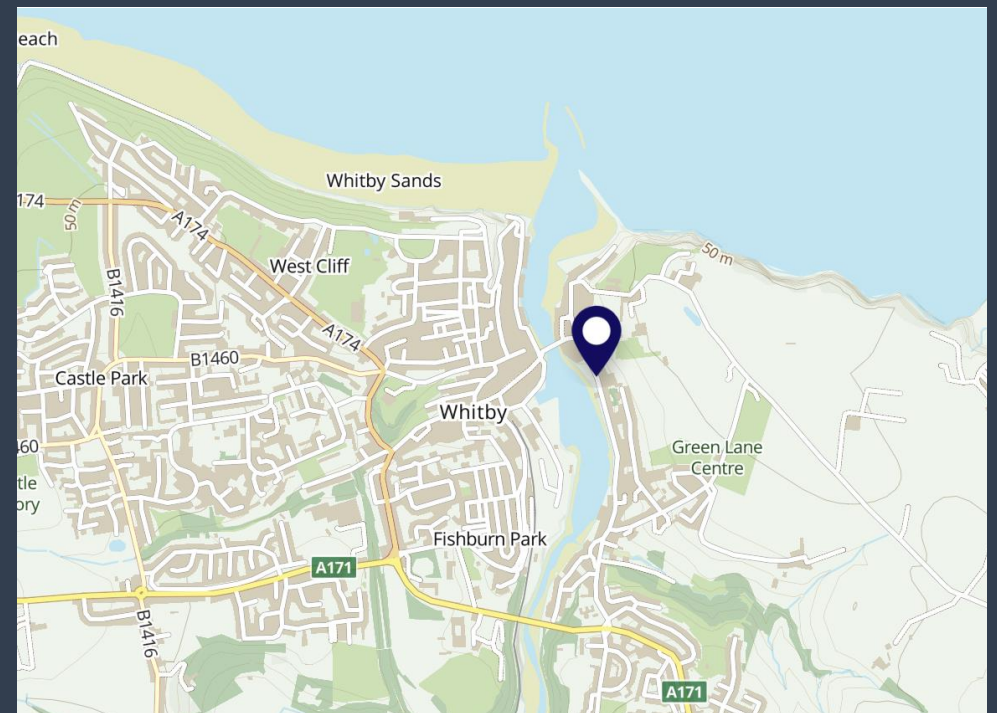 each
Whitby Sands
174
50 m
A174
50 m
West Cliff
B1416
A174
B1460
Castle Park
Whitby
460
Green Lane
Centre
tle
ory
Fishburn Park
A171
B1416
A171